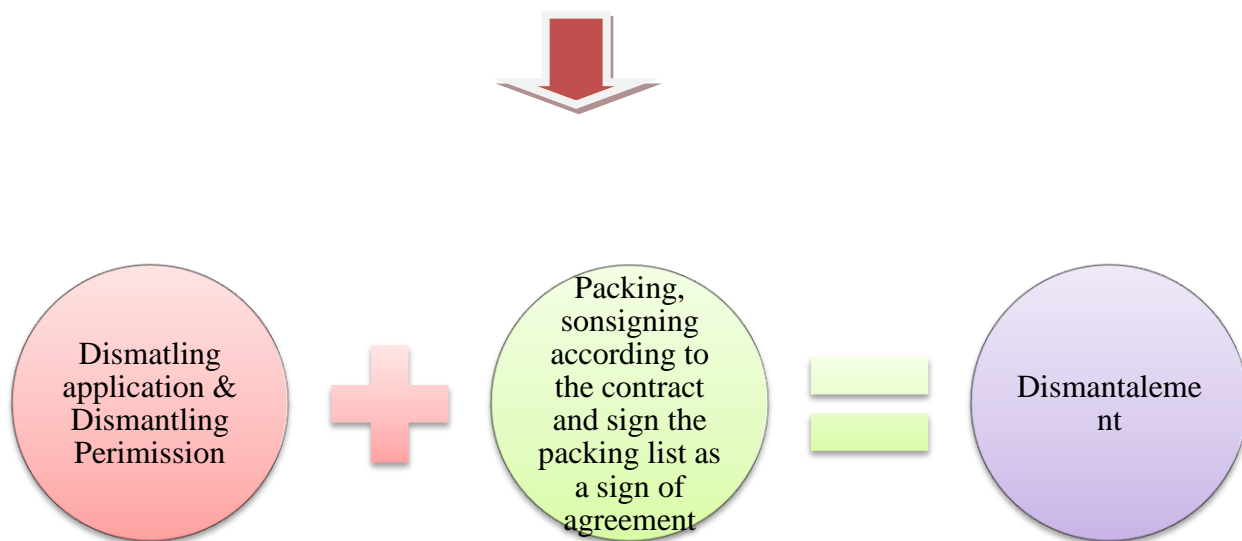 Dismatling
application &
Dismantling
Perimission
Packing,
sonsigning
according to
the contract
and sign the
packing list as
a sign of
agreement
Dismantaleme
nt